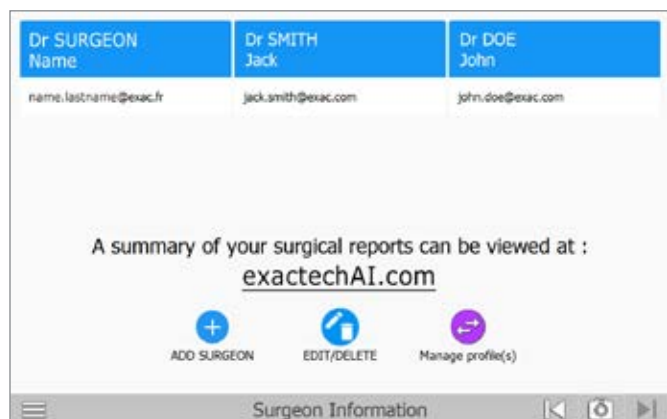 Dr SURGEON
Name
Dr SMITH
Jack
Dr DOE
John
name.lastname@exac.fr
jack.smith@exac.com
john.doe@exac.com
A summary of your surgical reports can be viewed at :
exactechAI.com
ADD SURGEON
EDIT/DELETE
Manage profile(s)
Surgeon Information